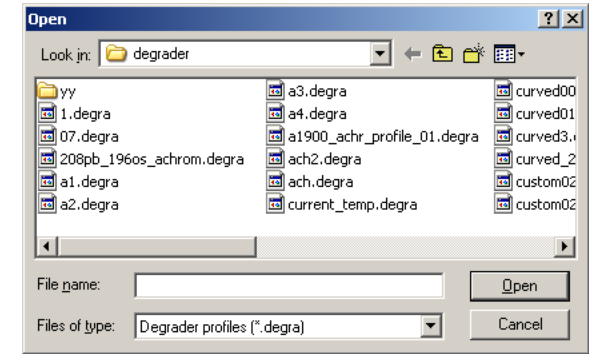 Open
Look in: degrader
yy
1.degra
07.degra
208pb_196os_achrom.degra
a1.degra
a2.degra
a3.degra
a4.degra
a1900_achr_profile_01.degra
ach2.degra
ach.degra
current_temp.degra
curved00
curved01
curved3.
curved_2
custom02
custom02
File name:
Open
Files of type: Degrader profiles (*.degra)
Cancel